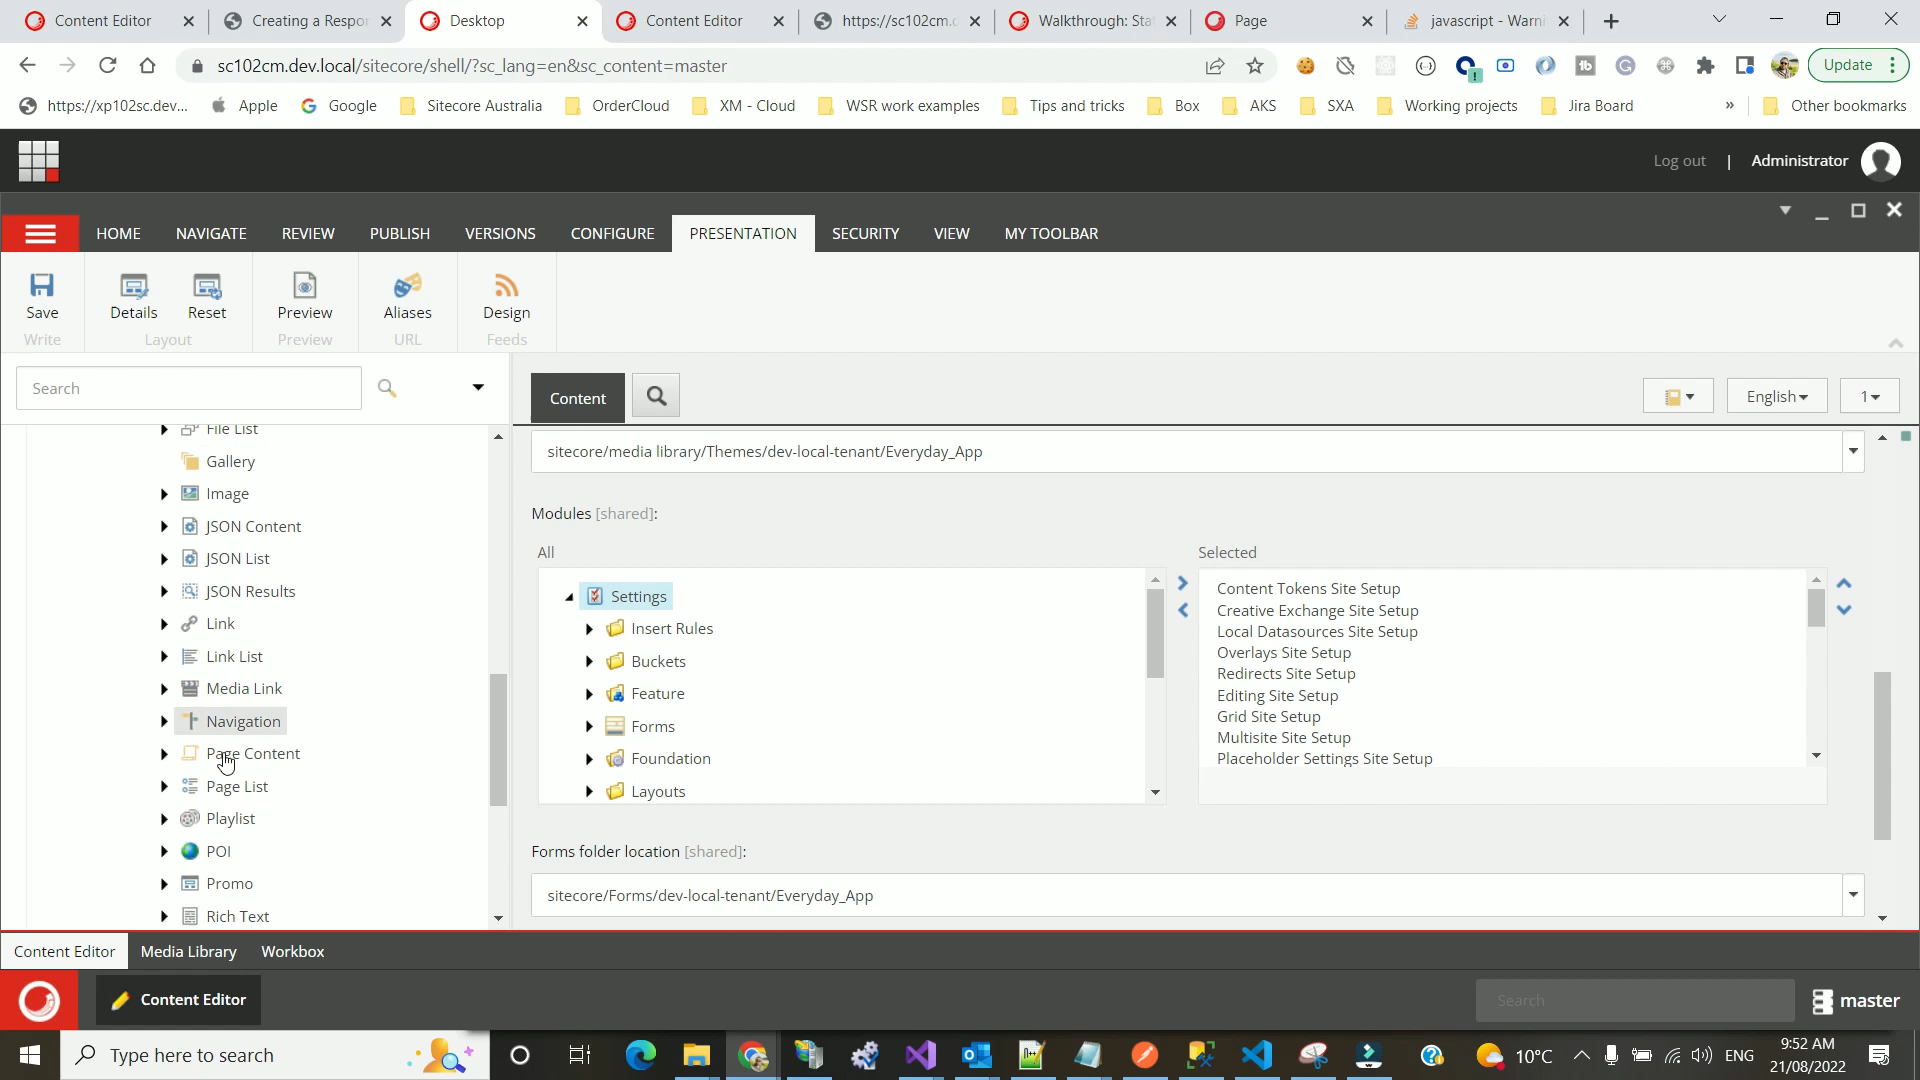 Content Editor
Creating a Respor
Desktop
Content Editor
https://sc102cm.c
Walkthrough: Sta
Page
javascript - Warni
sc102cm.dev.local/sitecore/shell/?sc_lang=en&sc_content=master
Update
https://xp102sc.dev...
Apple
Google
Sitecore Australia
OrderCloud
XM - Cloud
WSR work examples
Tips and tricks
Box
AKS
SXA
Working projects
Jira Board
»
Other bookmarks
Log out | Administrator
HOME
NAVIGATE
REVIEW
PUBLISH
VERSIONS
CONFIGURE
PRESENTATION
SECURITY
VIEW
MY TOOLBAR
Save
Details
Reset
Preview
Aliases
Design
Write
Layout
Preview
URL
Feeds
Search
Content
English
1
File List
Gallery
Image
JSON Content
JSON List
JSON Results
Link
Link List
Media Link
Navigation
Page Content
Page List
Playlist
POI
Promo
Rich Text
sitecore/media library/Themes/dev-local-tenant/Everyday_App
Modules [shared]:
All
Settings
Insert Rules
Buckets
Feature
Forms
Foundation
Layouts
Selected
Content Tokens Site Setup
Creative Exchange Site Setup
Local Datasources Site Setup
Overlays Site Setup
Redirects Site Setup
Editing Site Setup
Grid Site Setup
Multisite Site Setup
Placeholder Settings Site Setup
Forms folder location [shared]:
sitecore/Forms/dev-local-tenant/Everyday_App
Content Editor
Media Library
Workbox
Content Editor
Search
master
Type here to search
10°C
ENG
9:52 AM
21/08/2022